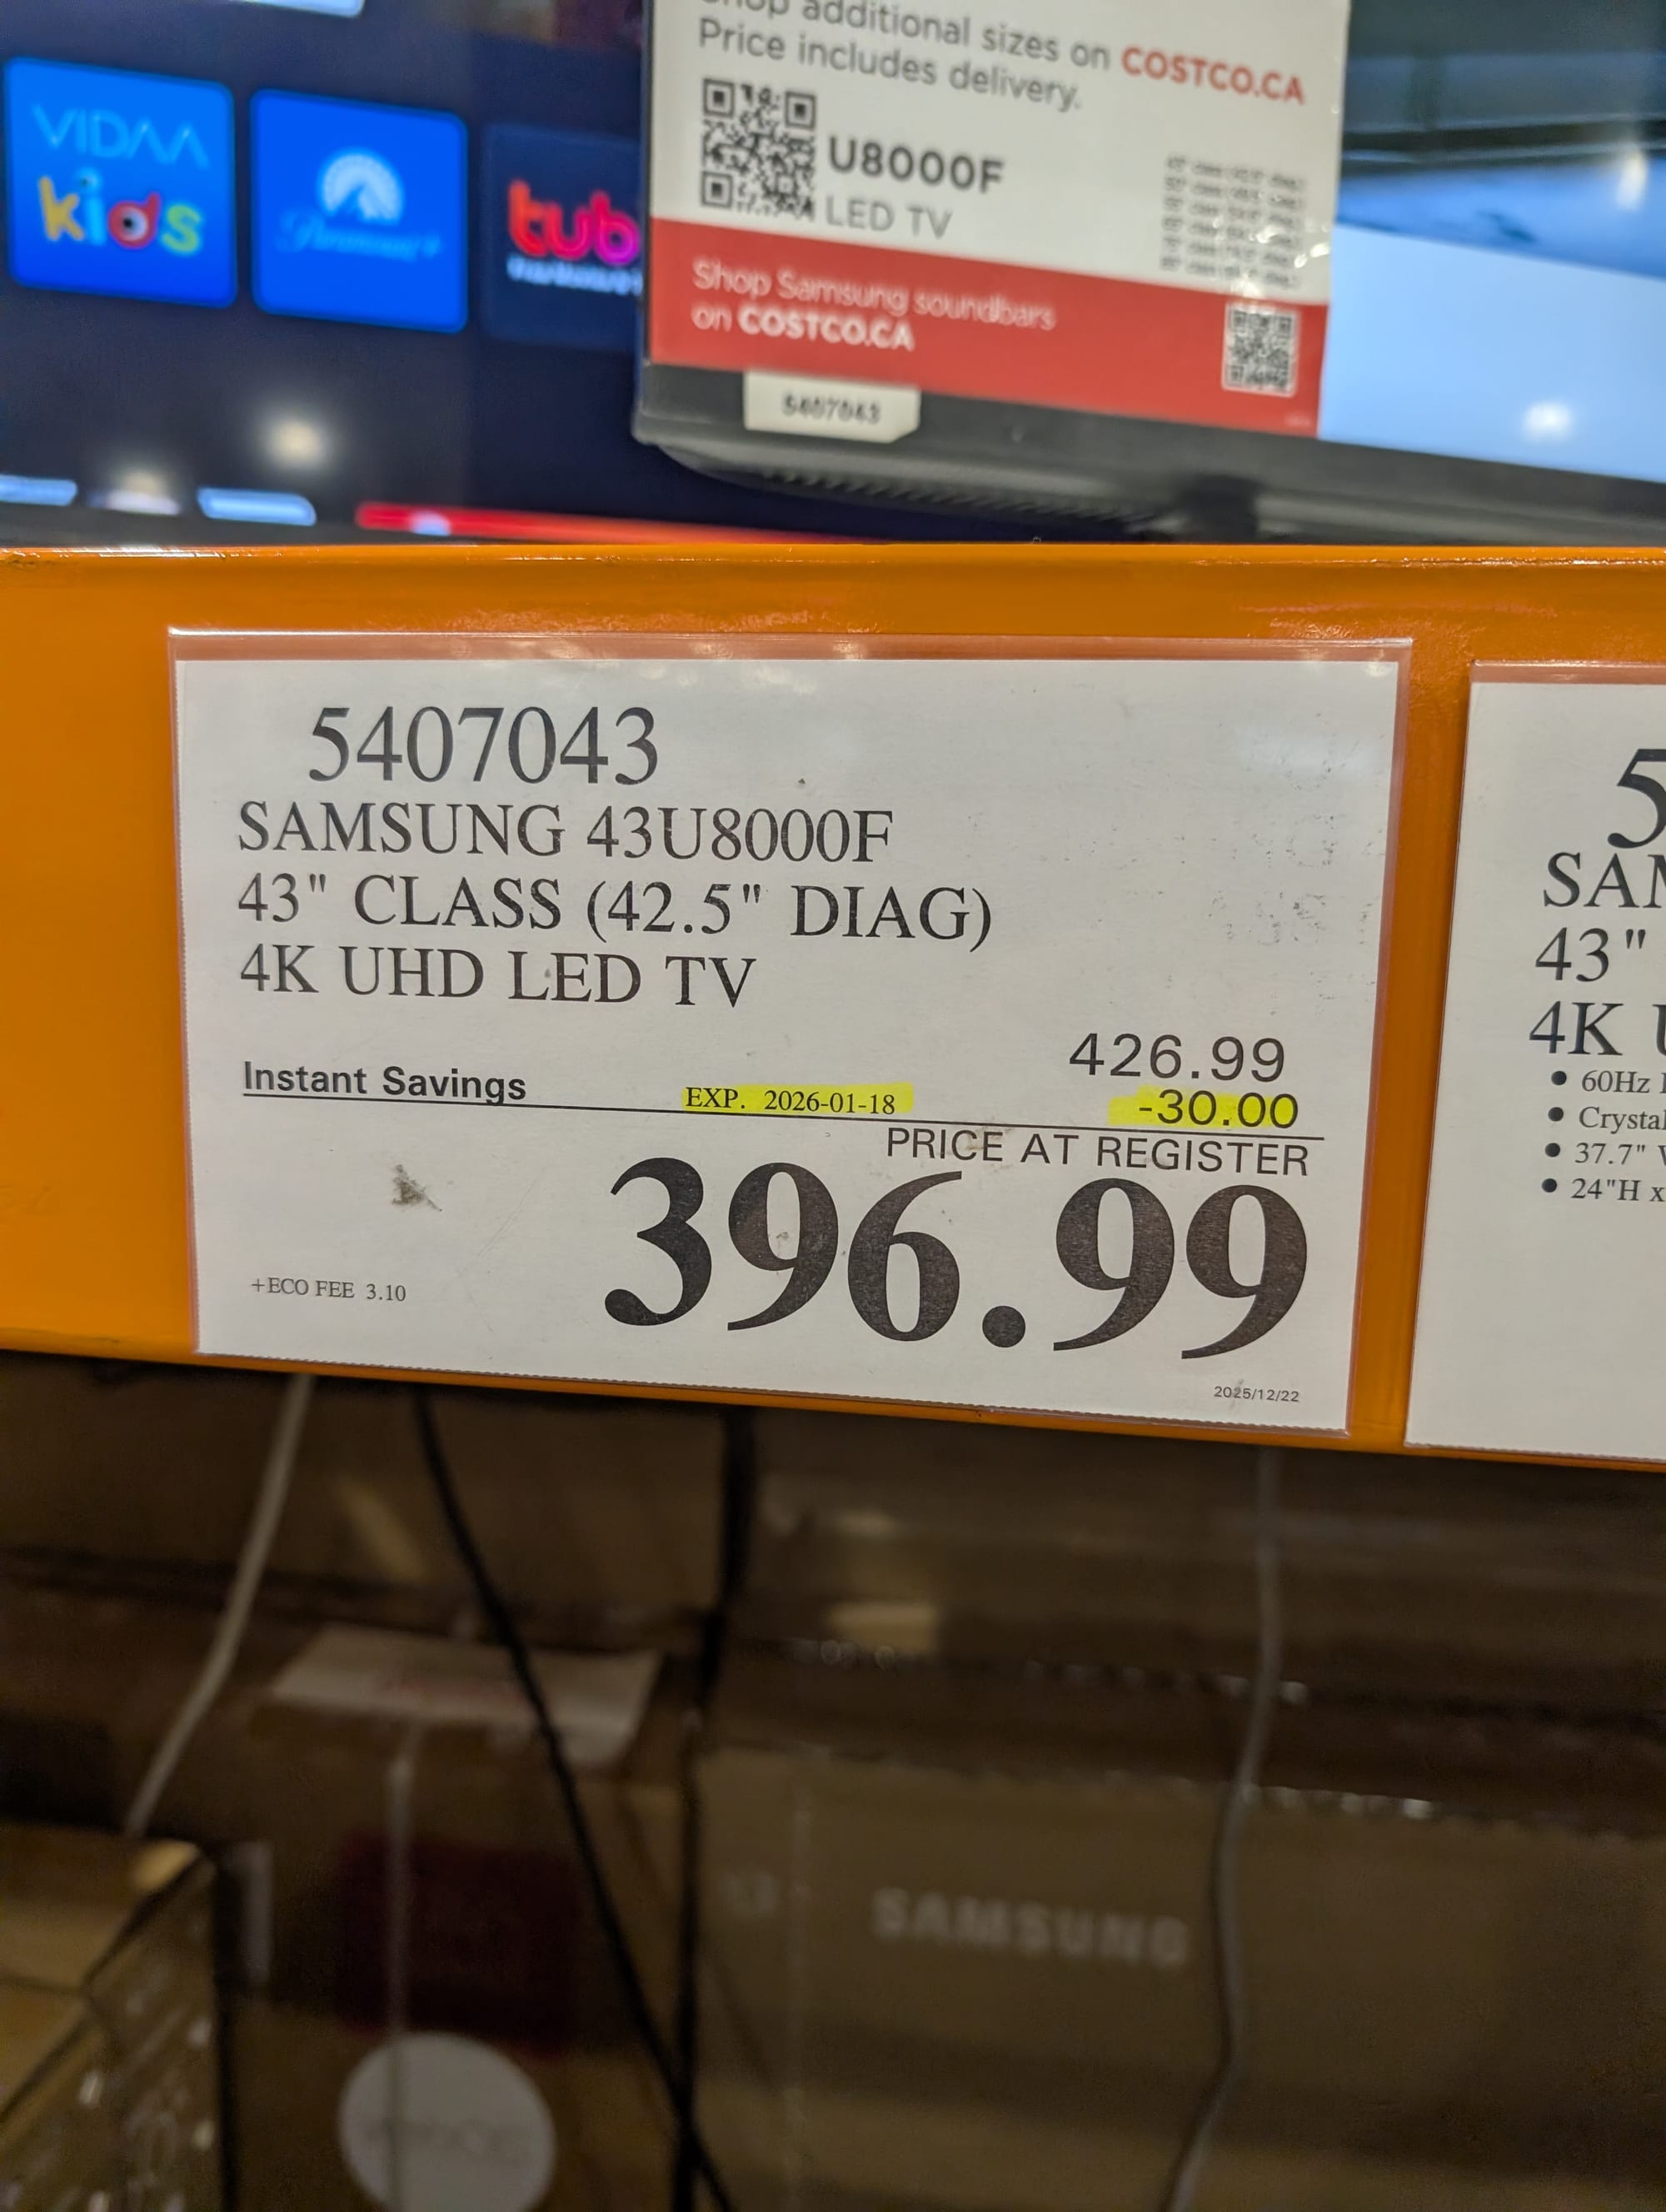 additional sizes on COSTCO.CA
Price includes delivery.
U8000F
LED TV
Shop Samsung soundbars
on COSTCO.CA
5407043
VIDAA
kids
Paramount+
tub
5407043
SAMSUNG 43U8000F
43" CLASS (42.5" DIAG)
4K UHD LED TV
426.99
Instant Savings EXP. 2026-01-18 -30.00
PRICE AT REGISTER
396.99
+ECO FEE 3.10
2025/12/22
5
SAM
43"
4K U
• 60Hz
• Crystal
• 37.7"
• 24"H x
SAMSUNG